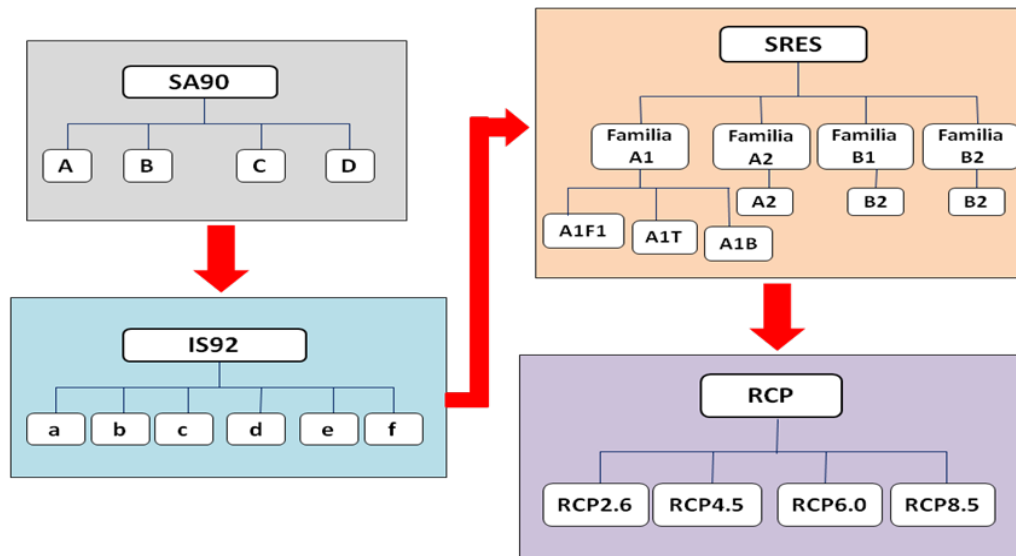 SA90
A
B
C
D
IS92
a
b
c
d
e
f
SRES
Familia
A1
Familia
A2
Familia
B1
Familia
B2
A1F1
A1T
A1B
A2
B2
B2
RCP
RCP2.6
RCP4.5
RCP6.0
RCP8.5